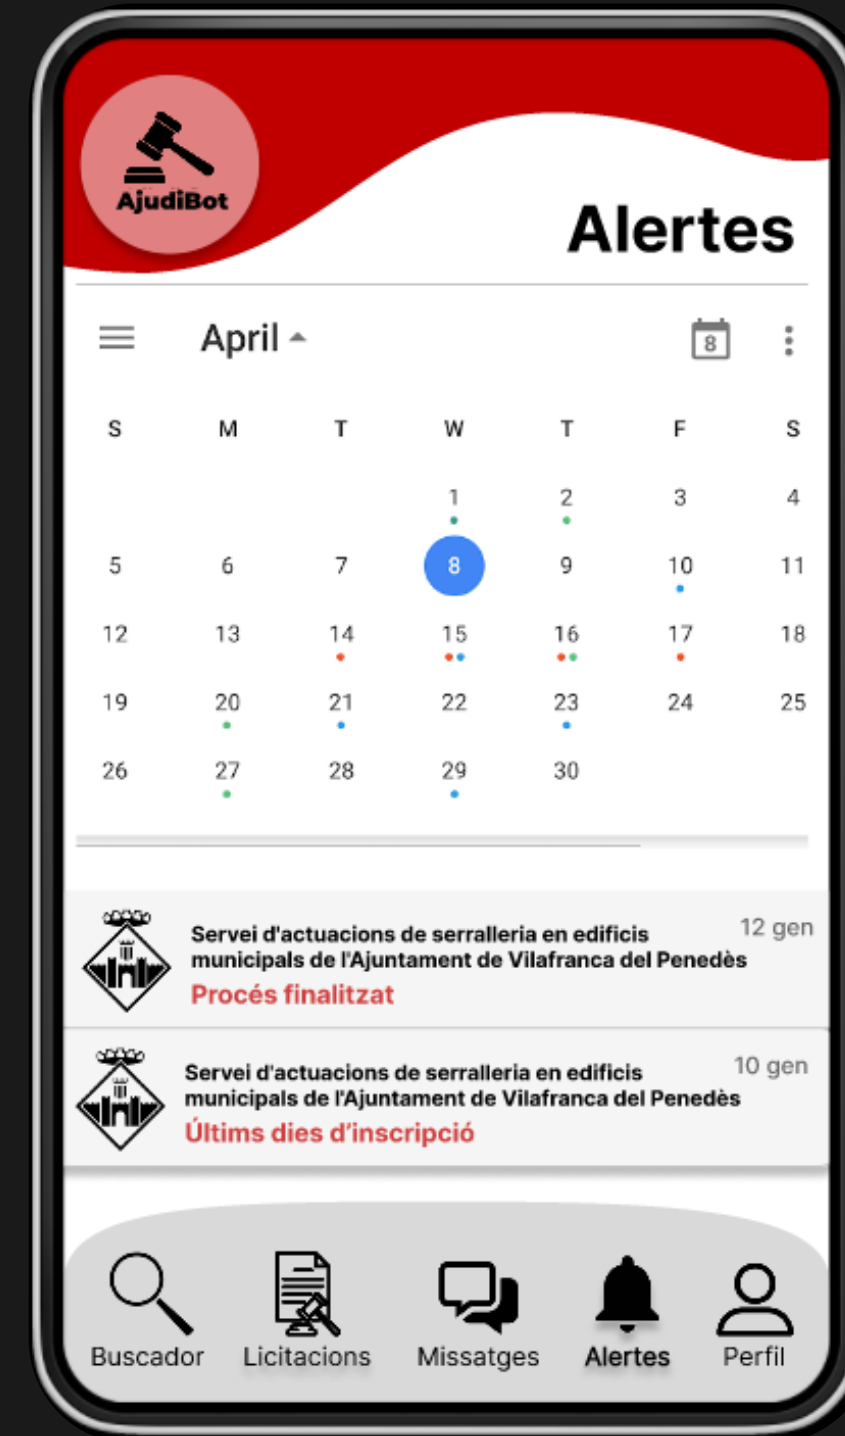 AjudiBot
Alertes
April
8
S M T W T F S
1 2 3 4
5 6 7 8 9 10 11
12 13 14 15 16 17 18
19 20 21 22 23 24 25
26 27 28 29 30
Servei d'actuacions de serralleria en edificis
municipals de l'Ajuntament de Vilafranca del Penedès
12 gen
Procés finalitzat
Servei d'actuacions de serralleria en edificis
municipals de l'Ajuntament de Vilafranca del Penedès
10 gen
Últims dies d’inscripció
Buscador Licitacions Missatges Alertes Perfil